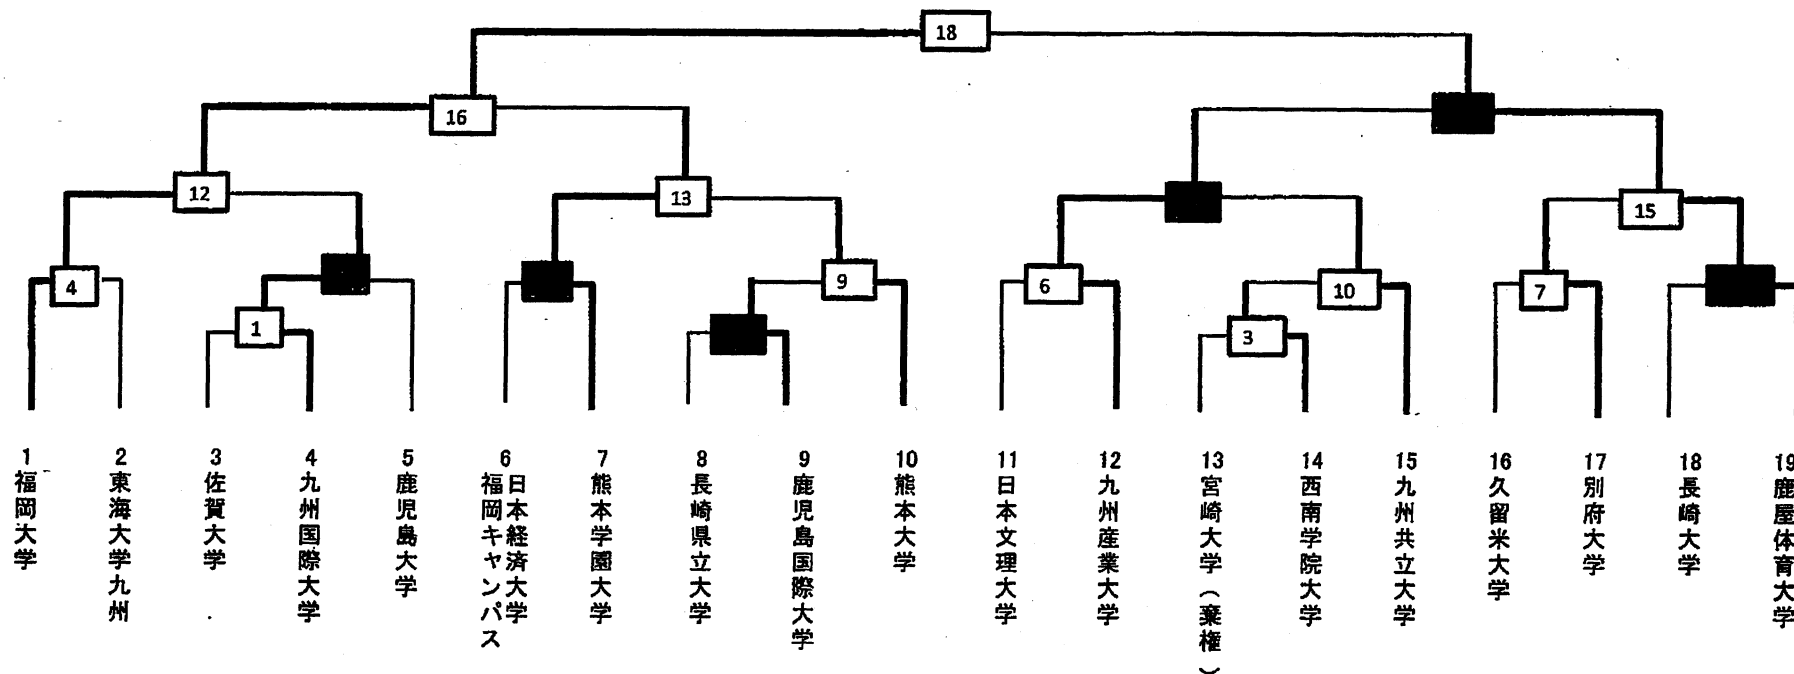 18
16
12
13
15
4
9
6
10
7
1
3
1
福岡大学
2
東海大学九州
3
佐賀大学
4
九州国際大学
5
鹿児島大学
6
日本経済大学
福岡キャンパス
7
熊本学園大学
8
長崎県立大学
9
鹿児島国際大学
10
熊本大学
11
日本文理大学
12
九州産業大学
13
宮崎大学(棄権)
14
西南学院大学
15
九州共立大学
16
久留米大学
17
別府大学
18
長崎大学
19
鹿屋体育大学